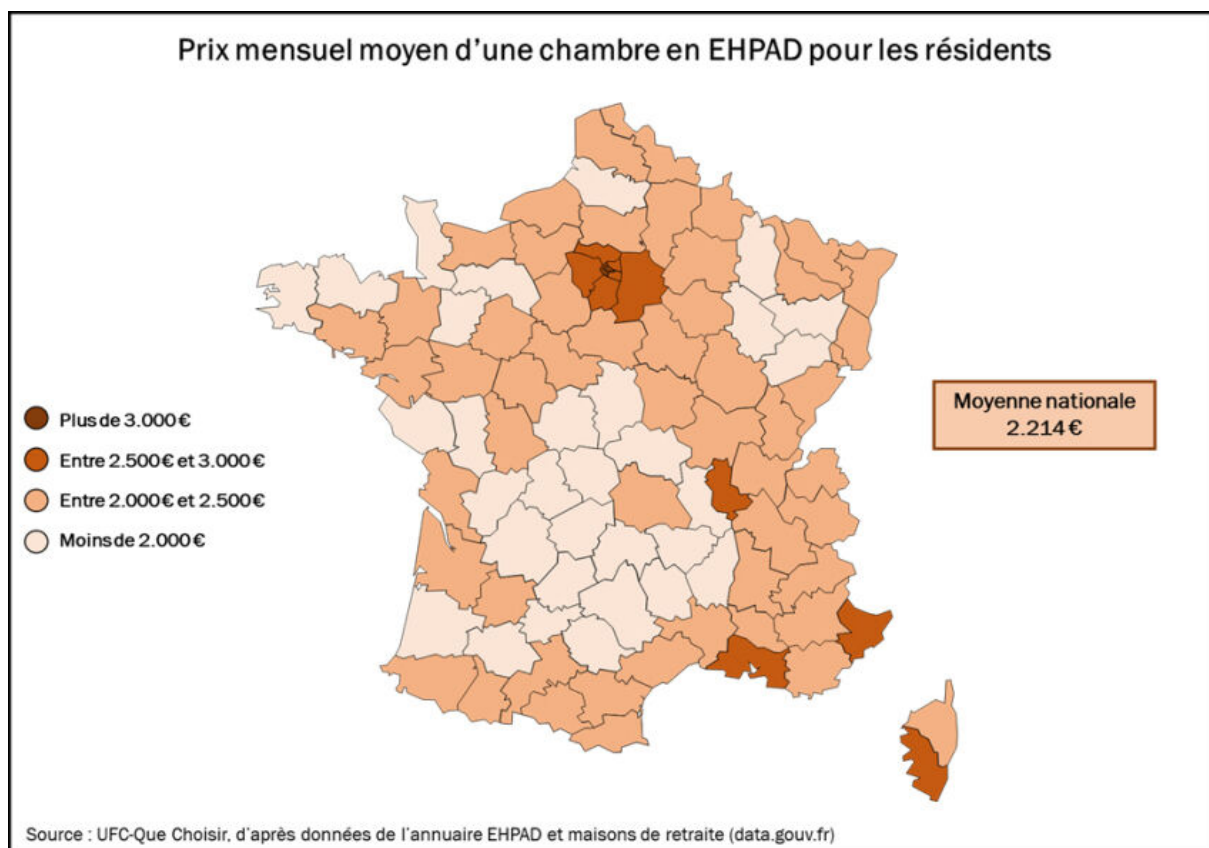 Prix mensuel moyen d'une chambre en EHPAD pour les résidents
Moyenne nationale
2.214 €
Plus de 3.000 €
Entre 2.500 € et 3.000 €
Entre 2.000 € et 2.500 €
Moins de 2.000 €
Source : UFC-Que Choisir, d'après données de l'annuaire EHPAD et maisons de retraite (data.gouv.fr)